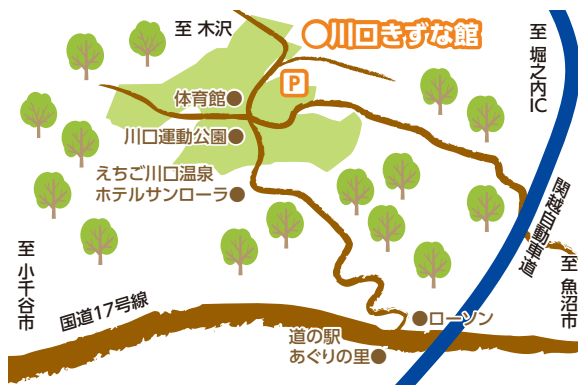 至 木沢
●川口きずな館
至 堀之内IC
P
体育館●
川口運動公園●
えちご川口温泉
ホテルサンローラ●
関越自動車道
至 小千谷市
至 魚沼市
国道17号線
●ローソン
道の駅
あぐりの里●